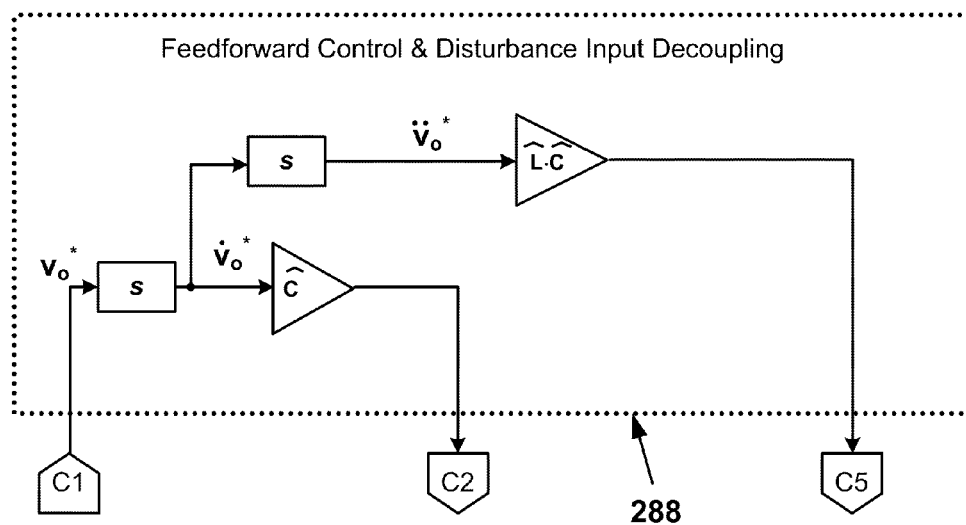 Feedforward Control & Disturbance Input Decoupling
s
v̈o*
L̂·Ĉ
vo*
s
v̇o*
Ĉ
C1
C2
288
C5